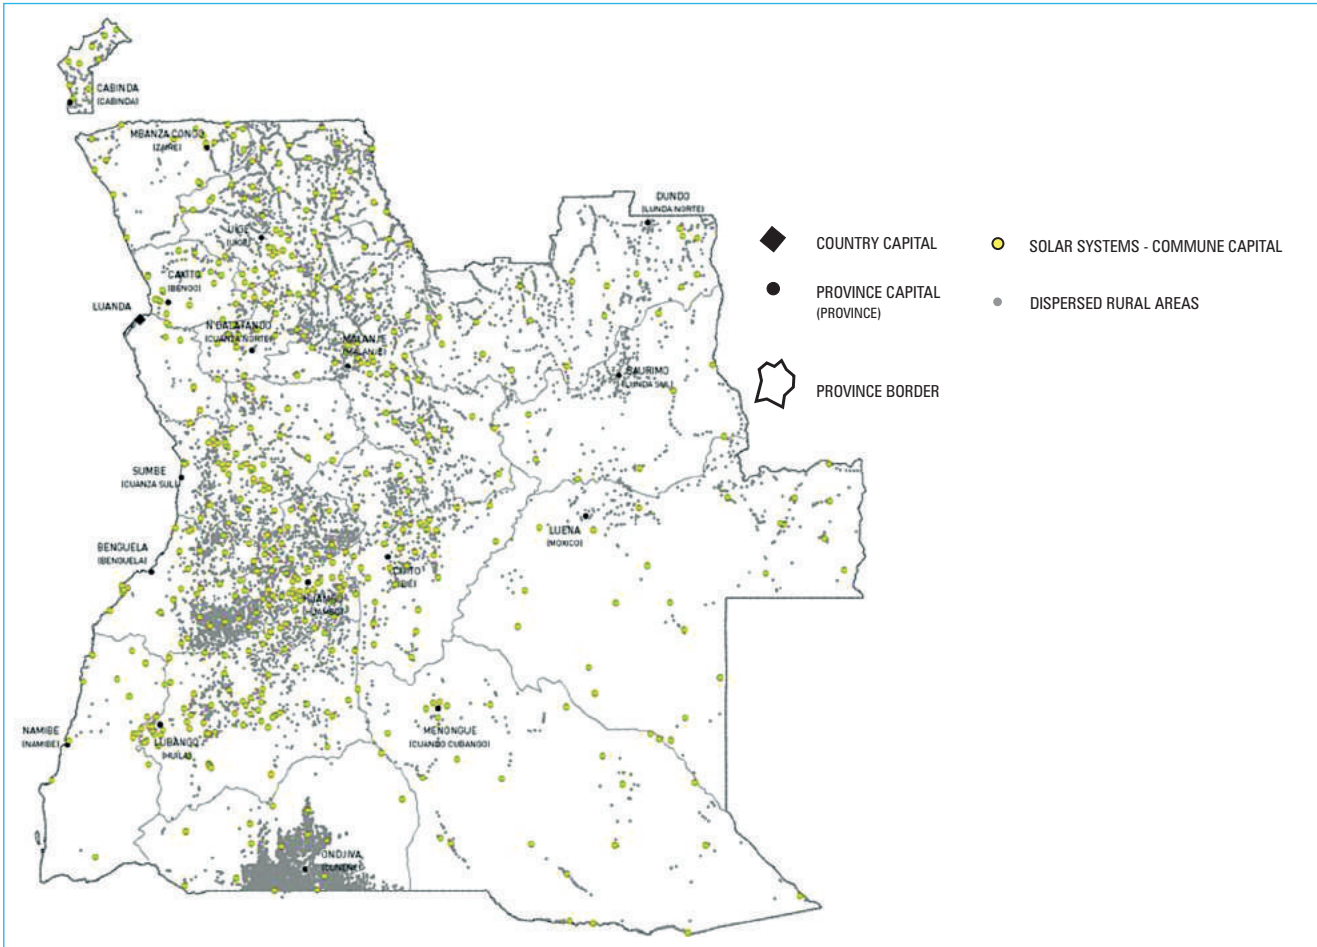 CABINDA
(CABINDA)
MBANZA CONGO
(ZAIRE)
DUNDO
(LUNDA NORTE)
UIGE
(UIGE)
CAXITO
(BENGO)
LUANDA
N'DALATANDO
(CUANZA NORTE)
MALANJE
(MALANJE)
SAURIMO
(LUNDA SUL)
SUMBE
(CUANZA SUL)
LUENA
(MOXICO)
BENGUELA
(BENGUELA)
CUITO
(BIÉ)
HUAMBO
(HUAMBO)
NAMIBE
(NAMIBE)
LUBANGO
(HUÍLA)
MENONGUE
(CUANDO CUBANGO)
ONDJIVA
(CUNENE)
COUNTRY CAPITAL
SOLAR SYSTEMS - COMMUNE CAPITAL
PROVINCE CAPITAL
(PROVINCE)
DISPERSED RURAL AREAS
PROVINCE BORDER